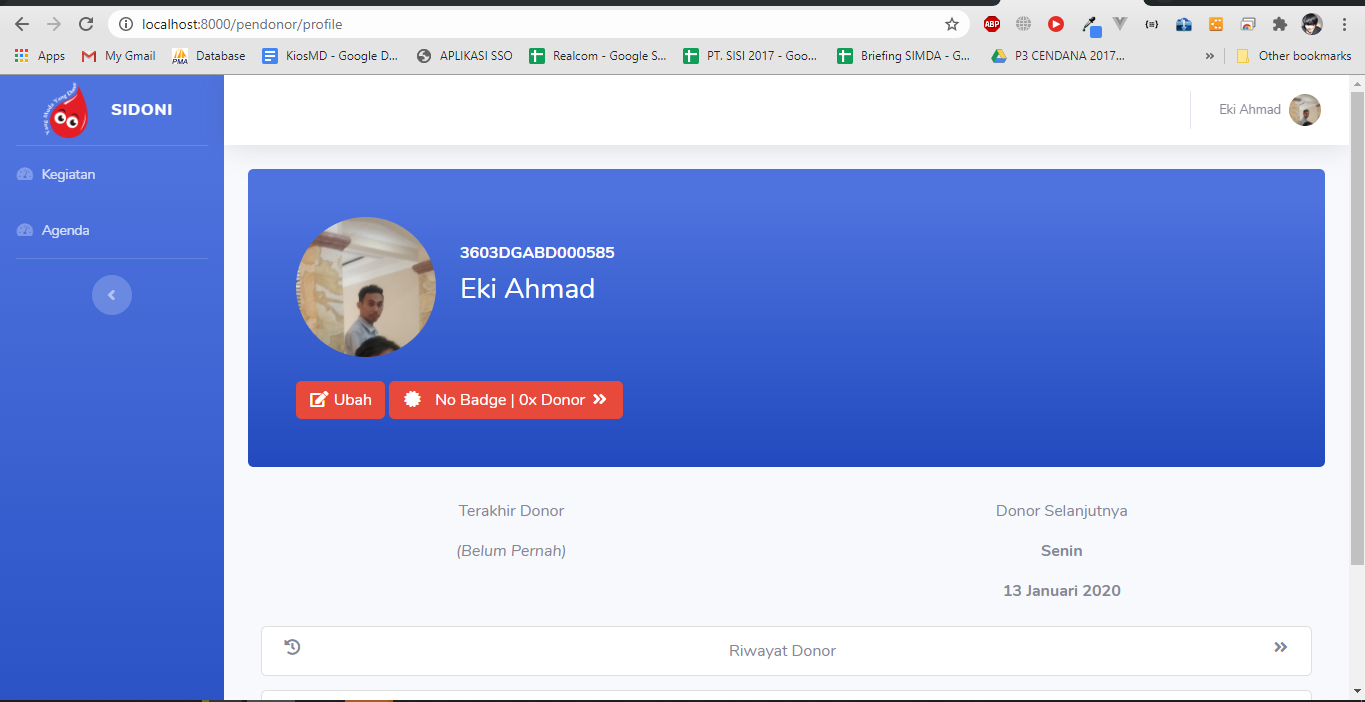 localhost:8000/pendonor/profile
ABP
Apps
My Gmail
PMA
Database
KiosMD - Google D...
APLIKASI SSO
Realcom - Google S...
PT. SISI 2017 - Goo...
Briefing SIMDA - G...
P3 CENDANA 2017...
»
Other bookmarks
SIDONI
Eki Ahmad
Kegiatan
Agenda
3603DGABD000585
Eki Ahmad
Ubah
No Badge | 0x Donor
Terakhir Donor
Donor Selanjutnya
(Belum Pernah)
Senin
13 Januari 2020
Riwayat Donor